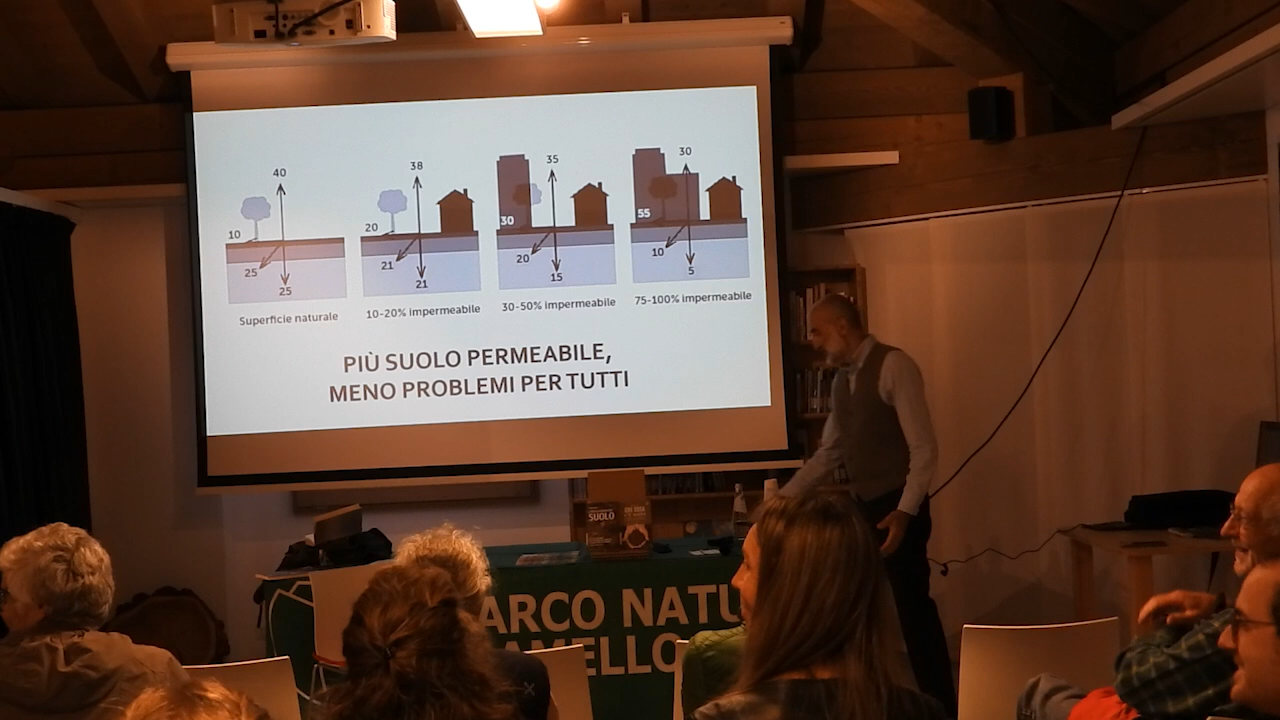 40
10
25
25
Superficie naturale
38
20
21
21
10-20% impermeabile
35
30
20
15
30-50% impermeabile
30
55
10
5
75-100% impermeabile
PIÙ SUOLO PERMEABILE,
MENO PROBLEMI PER TUTTI
SUOLO
ARCO NATU
AMELLO